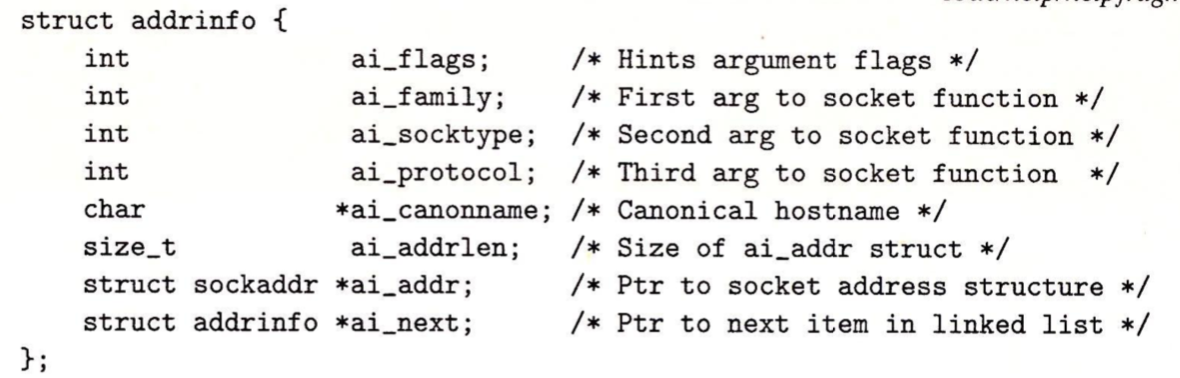 struct addrinfo {
    int              ai_flags;     /* Hints argument flags */
    int              ai_family;    /* First arg to socket function */
    int              ai_socktype;  /* Second arg to socket function */
    int              ai_protocol;  /* Third arg to socket function  */
    char            *ai_canonname; /* Canonical hostname */
    size_t           ai_addrlen;   /* Size of ai_addr struct */
    struct sockaddr *ai_addr;      /* Ptr to socket address structure */
    struct addrinfo *ai_next;      /* Ptr to next item in linked list */
};